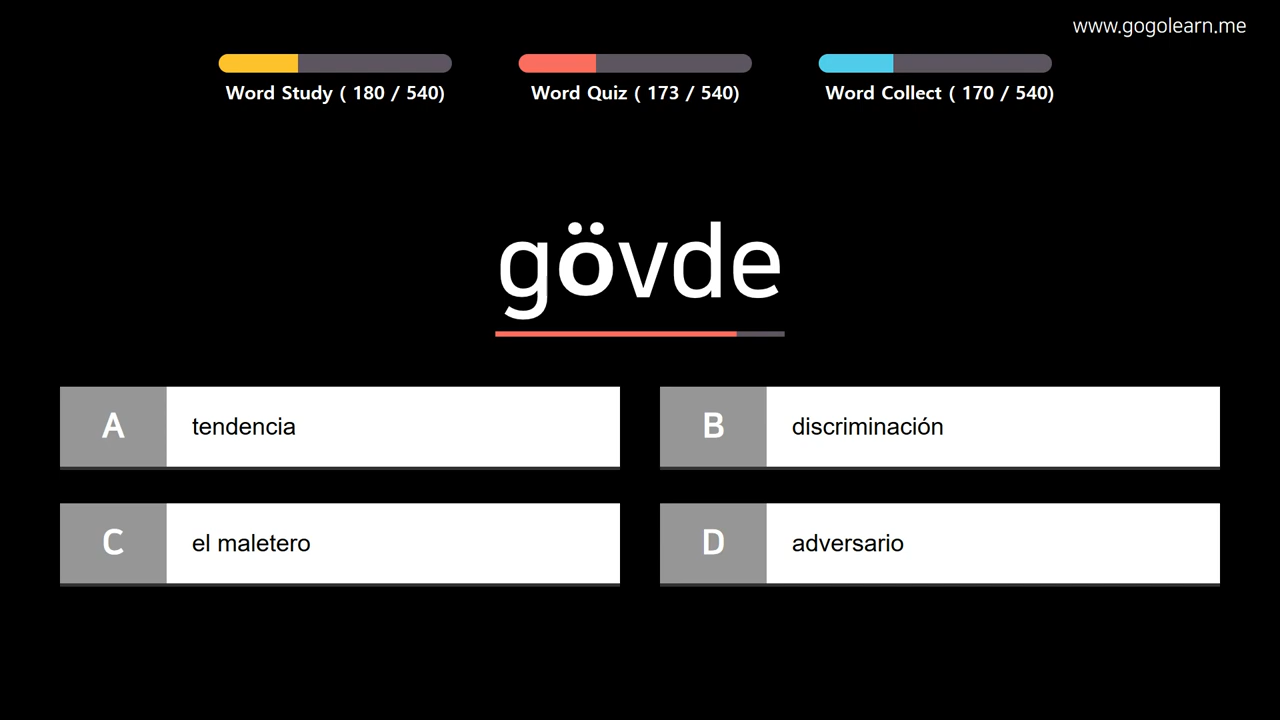 www.gogolearn.me
Word Study ( 180 / 540)
Word Quiz ( 173 / 540)
Word Collect ( 170 / 540)
gövde
A tendencia
B discriminación
C el maletero
D adversario